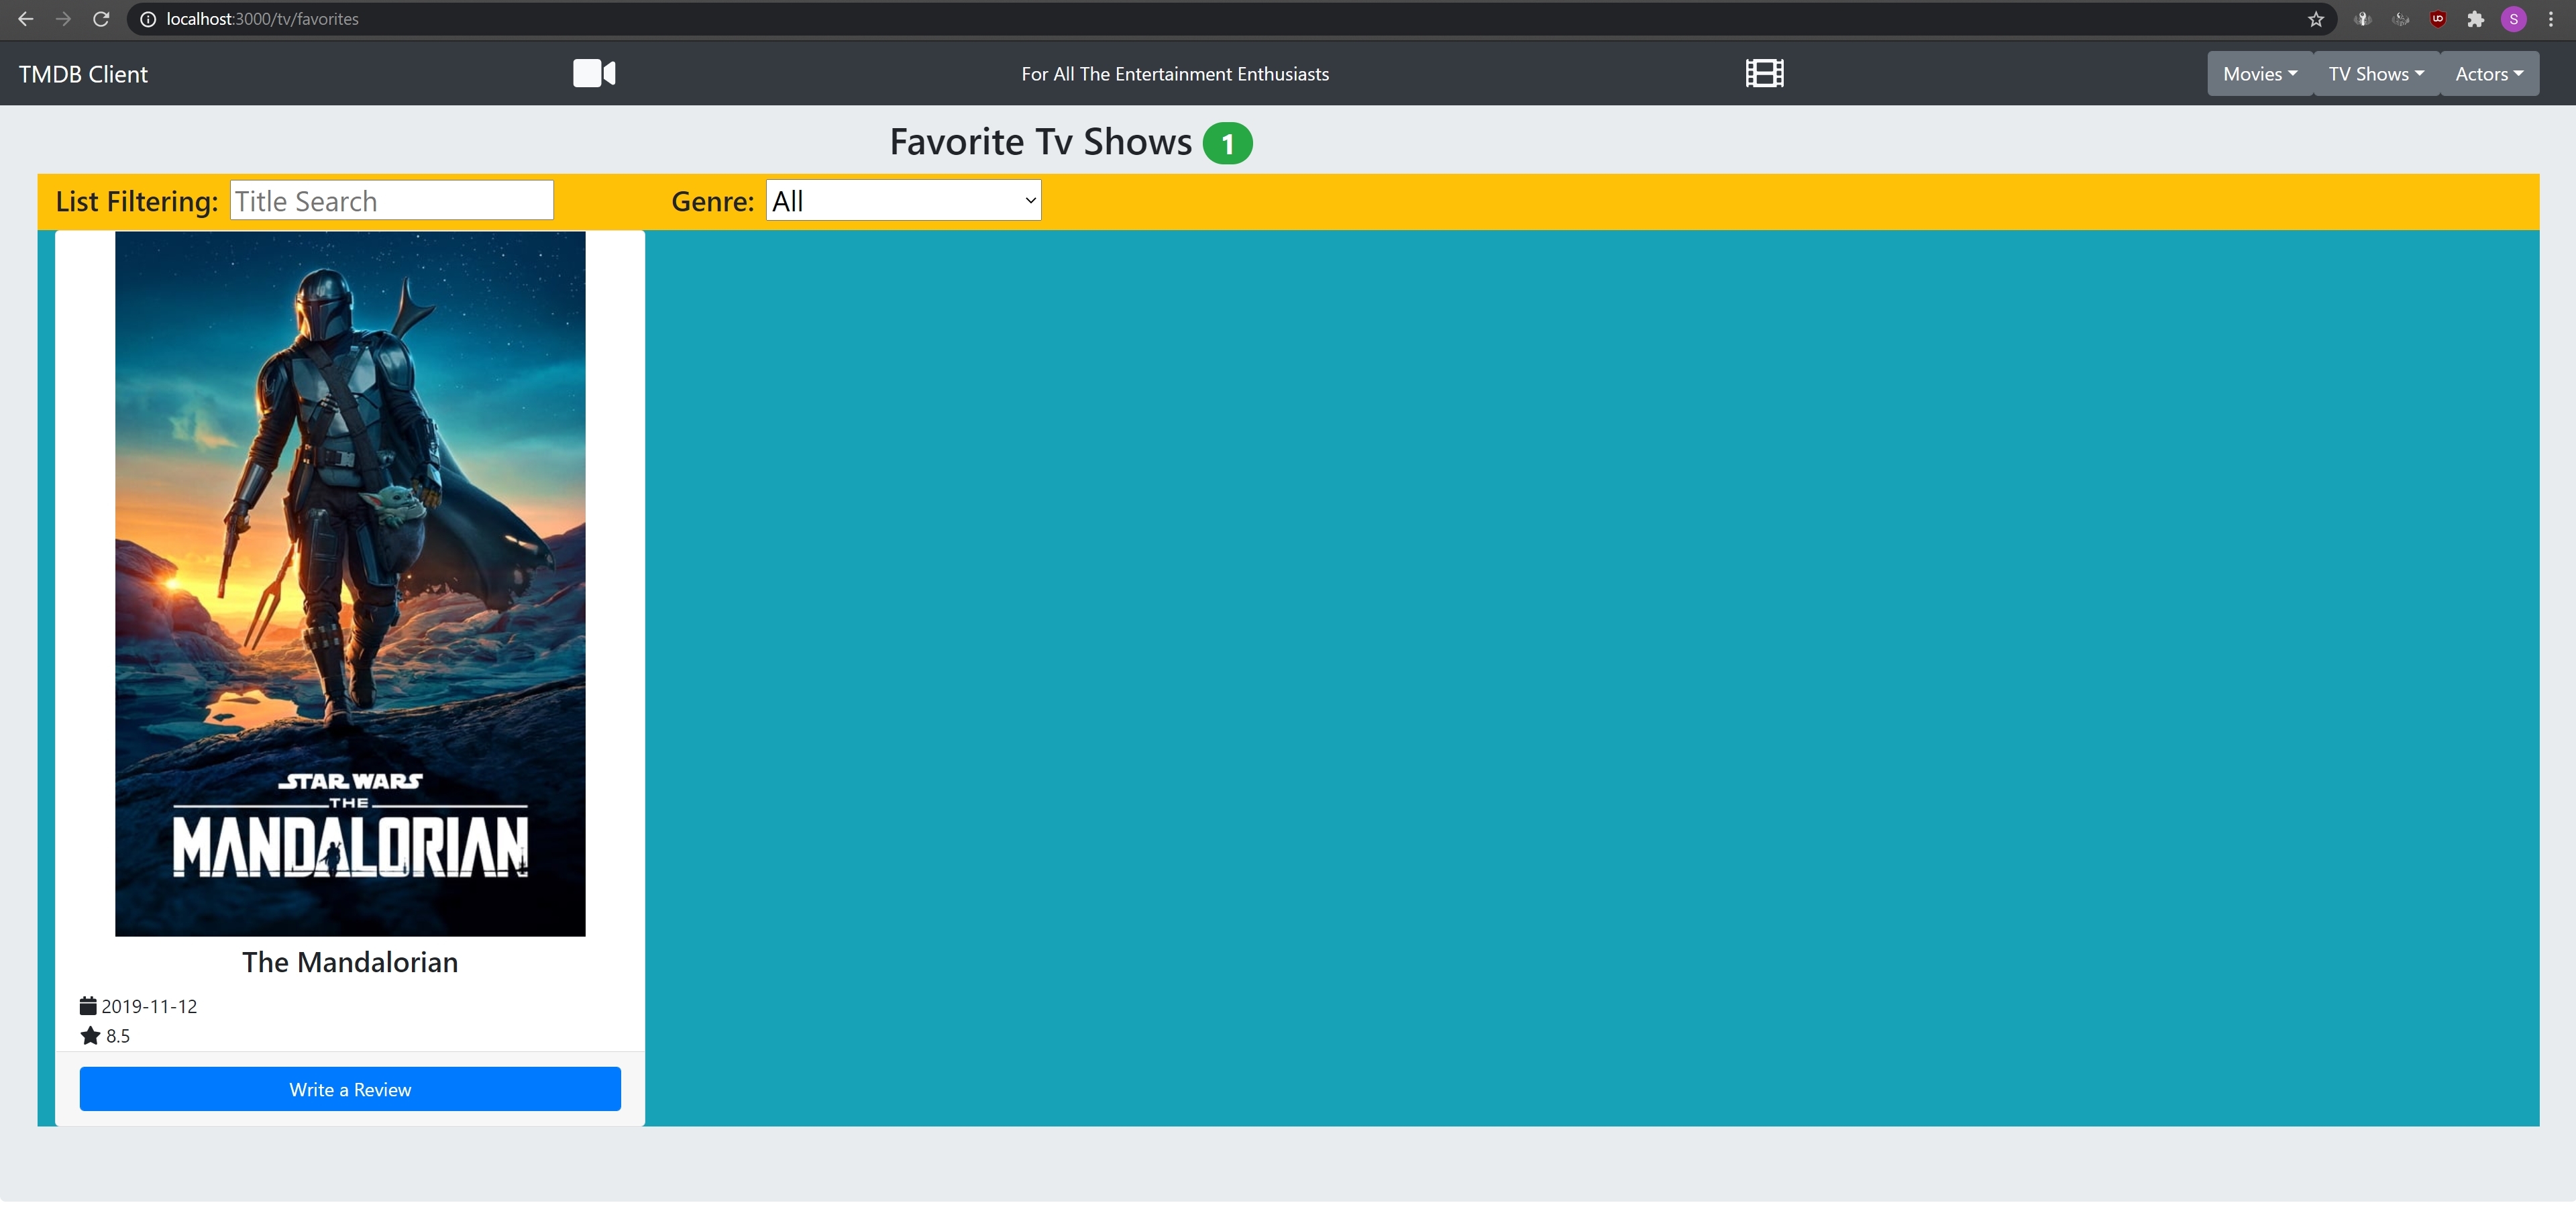 localhost:3000/tv/favorites
S
TMDB Client
For All The Entertainment Enthusiasts
Movies
TV Shows
Actors
Favorite Tv Shows 1
List Filtering: Title Search Genre: All
STAR WARS
THE
MANDALORIAN
The Mandalorian
2019-11-12
8.5
Write a Review